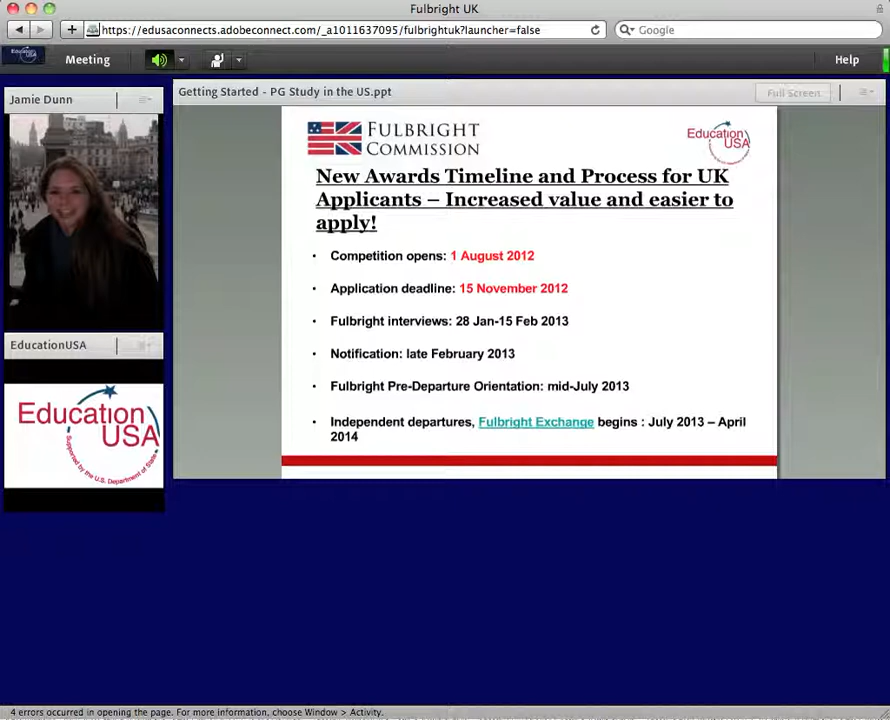 Fulbright UK
https://edusaconnects.adobeconnect.com/_a1011637095/fulbrightuk?launcher=false
Google
Meeting
Help
Jamie Dunn
Getting Started - PG Study in the US.ppt
Full Screen
FULBRIGHT
COMMISSION
Education
USA
New Awards Timeline and Process for UK
Applicants – Increased value and easier to
apply!
• Competition opens: 1 August 2012
• Application deadline: 15 November 2012
• Fulbright interviews: 28 Jan-15 Feb 2013
• Notification: late February 2013
• Fulbright Pre-Departure Orientation: mid-July 2013
• Independent departures, Fulbright Exchange begins : July 2013 – April
2014
EducationUSA
Education
USA
Supported by the U.S. Department of State
4 errors occurred in opening the page. For more information, choose Window > Activity.